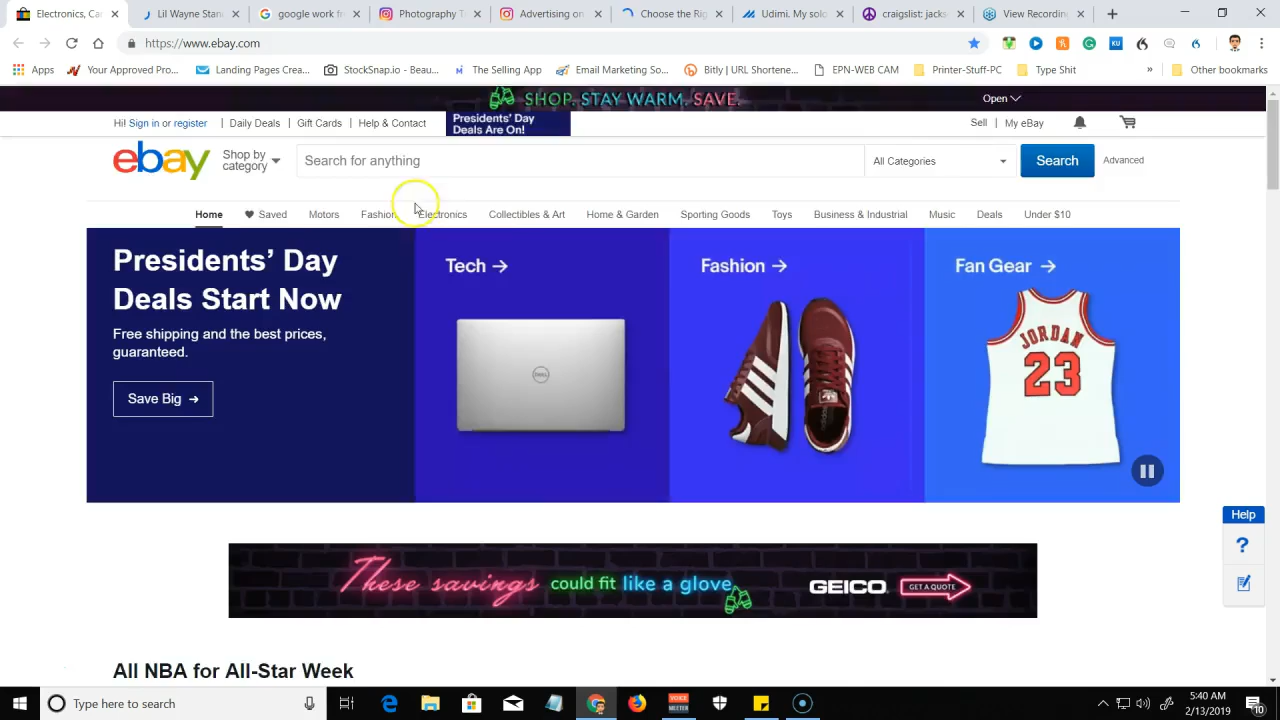 Electronics, Ca
Lil Wayne Stan
google work fr
Photography T
Advertising on
Choose the Rig
Udimi. My solo
craigslist: jacks
View Recording
https://www.ebay.com
Apps
Your Approved Pro...
Landing Pages Crea...
StockSnap.io - Beau...
The Selling App
Email Marketing So...
Bitly | URL Shortene...
EPN-WEB CAM
Printer-Stuff-PC
Type Shit
»
Other bookmarks
SHOP. STAY WARM. SAVE.
Open
Hi! Sign in or register
Daily Deals
Gift Cards
Help & Contact
Presidents' Day
Deals Are On!
Sell
My eBay
ebay
Shop by
category
Search for anything
All Categories
Search
Advanced
Home
Saved
Motors
Fashion
Electronics
Collectibles & Art
Home & Garden
Sporting Goods
Toys
Business & Industrial
Music
Deals
Under $10
Presidents' Day
Deals Start Now
Free shipping and the best prices,
guaranteed.
Save Big →
Tech →
DELL
Fashion →
Fan Gear →
JORDAN
23
Help
?
These savings could fit like a glove.
GEICO
GET A QUOTE
All NBA for All-Star Week
Type here to search
VOICE
MEETER
5:40 AM
2/13/2019
10